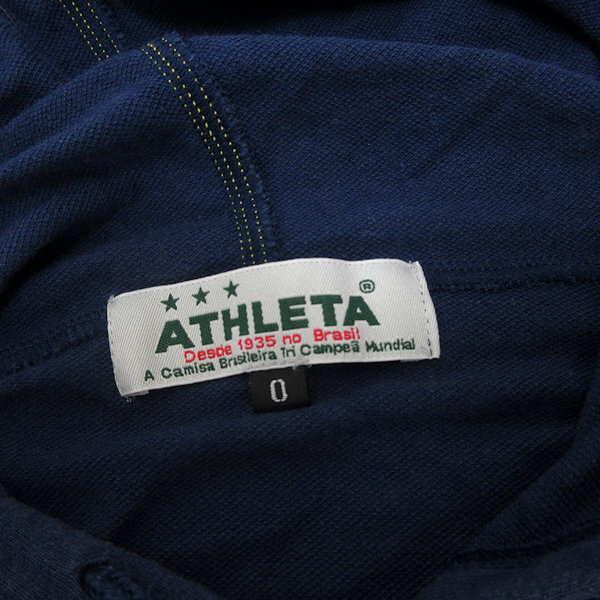 ★★★
ATHLETA®
Desde 1935 no Brasil
A Camisa Brasileira Tri Campeã Mundial
0